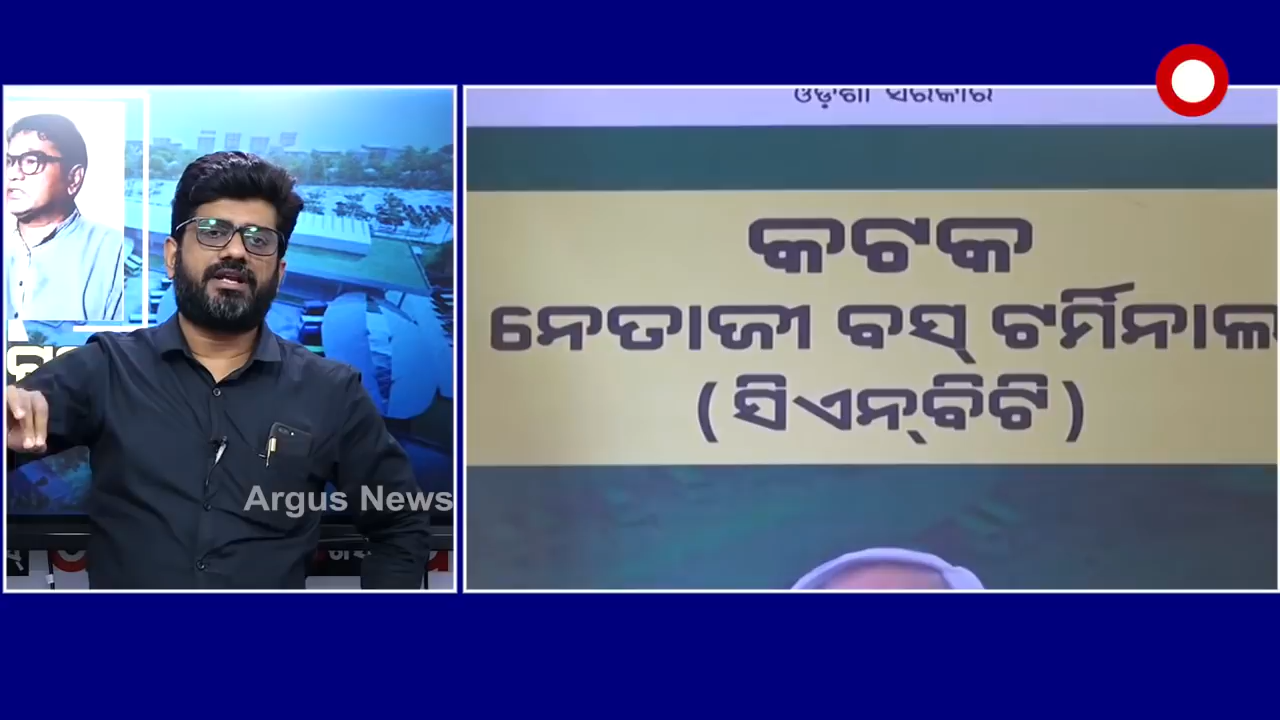 ଓଡ଼ିଶା ସରକାର
କଟକ
ନେତାଜୀ ବସ୍ ଟର୍ମିନାଲ
(ସିଏନ୍‌ବିଟି)
Argus News